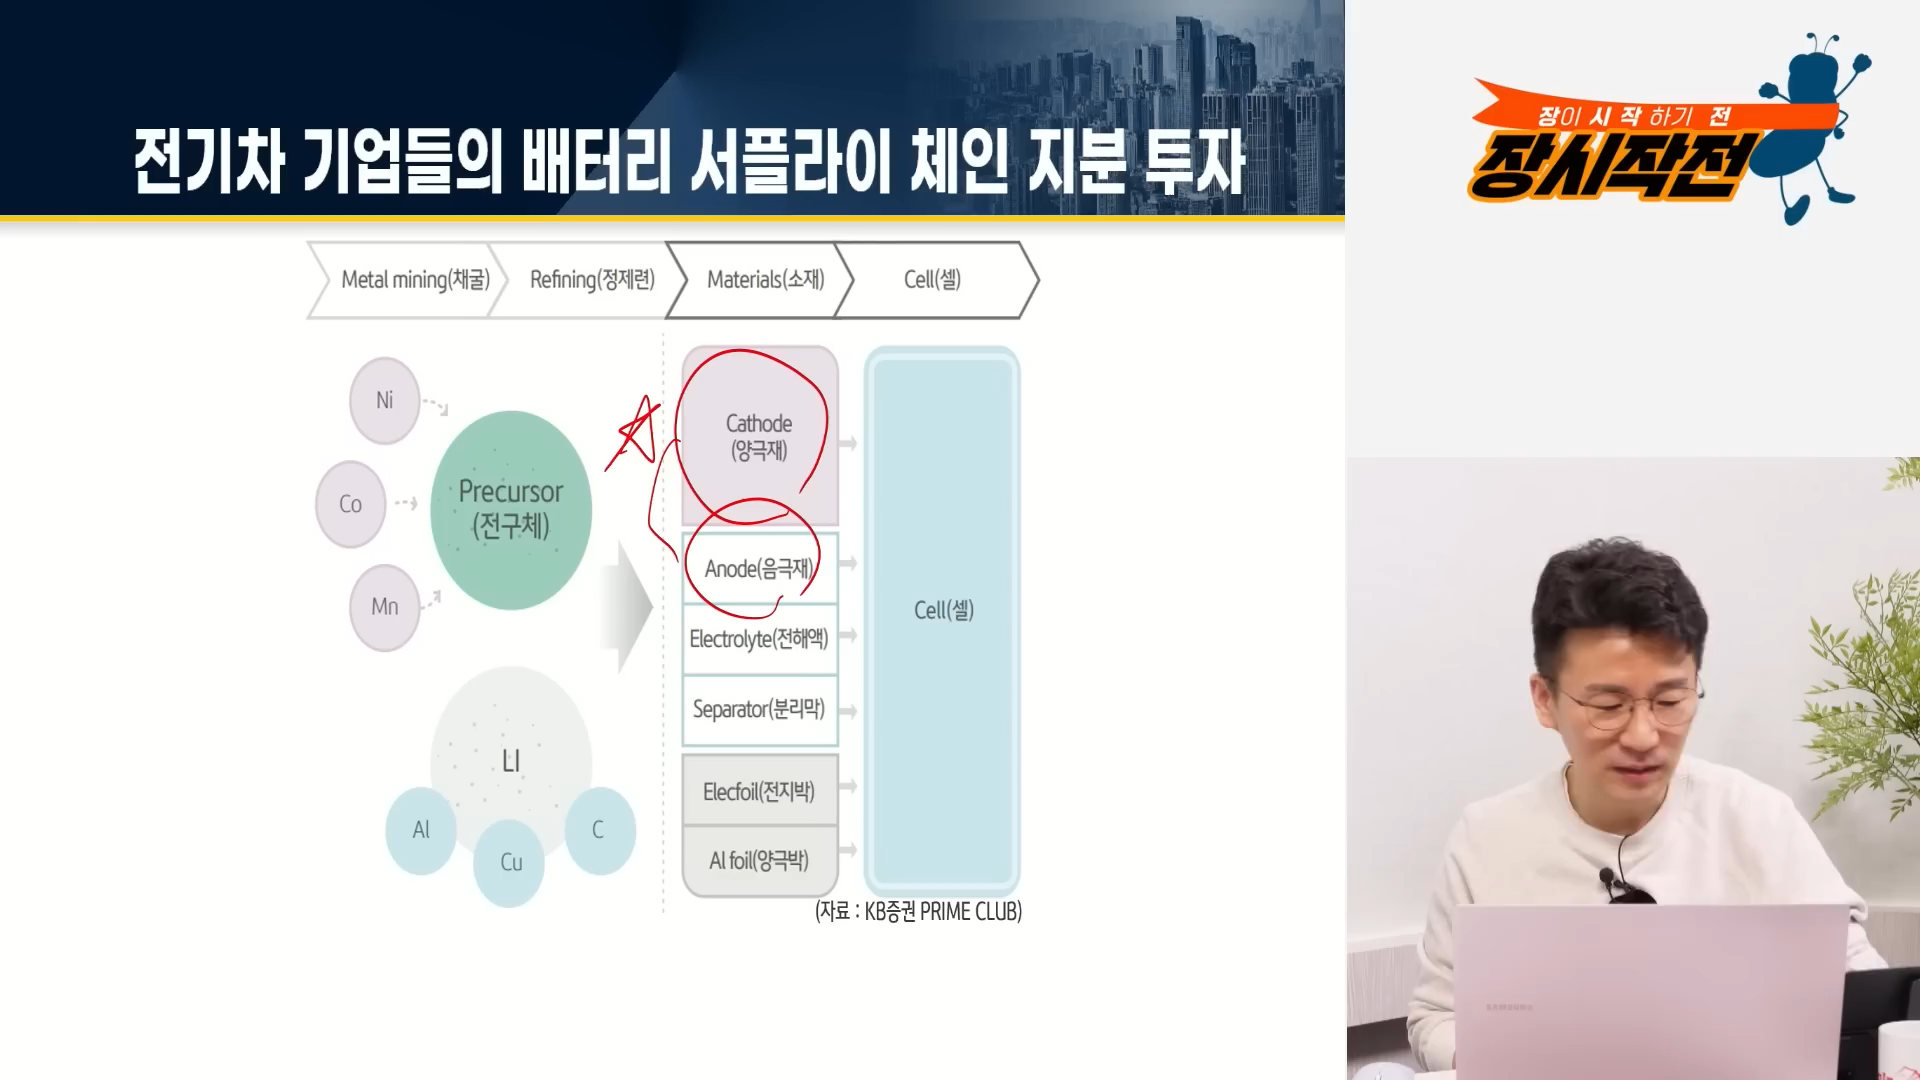 전기차 기업들의 배터리 서플라이 체인 지분 투자
장이 시 작 하기 전
장시작전
Metal mining(채굴)
Refining(정제련)
Materials(소재)
Cell(셀)
Ni
Co
Mn
Precursor
(전구체)
LI
Al
Cu
C
Cathode
(양극재)
Anode(음극재)
Electrolyte(전해액)
Separator(분리막)
Elecfoil(전지박)
Al foil(양극박)
Cell(셀)
(자료 : KB증권 PRIME CLUB)
SAMSUNG